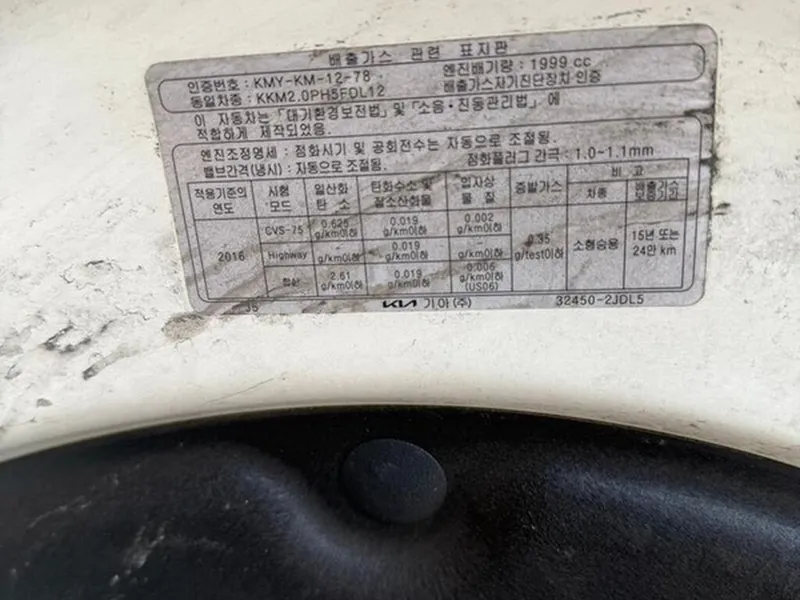 배출가스 관련 표지판
인증번호 : KMY-KM-12-78 엔진배기량 : 1999 cc
동일차종 : KKM2.0PH5FDL12 배출가스자기진단장치 인증
이 자동차는 「대기환경보전법」 및 「소음·진동관리법」 에
적합하게 제작되었음.
엔진조정명세 : 점화시기 및 공회전수는 자동으로 조절됨.
밸브간격(냉시) : 자동으로 조절됨. 점화플러그 간극 : 1.0~1.1mm
적용기준의 연도 시험 모드 일산화 탄소 탄화수소 및 질소산화물 입자상 물질 증발가스 비고
차종 배출가스 보증기간
2016 CVS-75 0.625 g/km이하 0.019 g/km이하 0.002 g/km이하 0.35 g/test이하 소형승용 15년 또는 24만 km
Highway - 0.019 g/km이하 -
2.61 g/km이하 0.019 g/km이하 0.006 g/km이하 (US06)
J5 KIA 기아(주) 32450-2JDL5